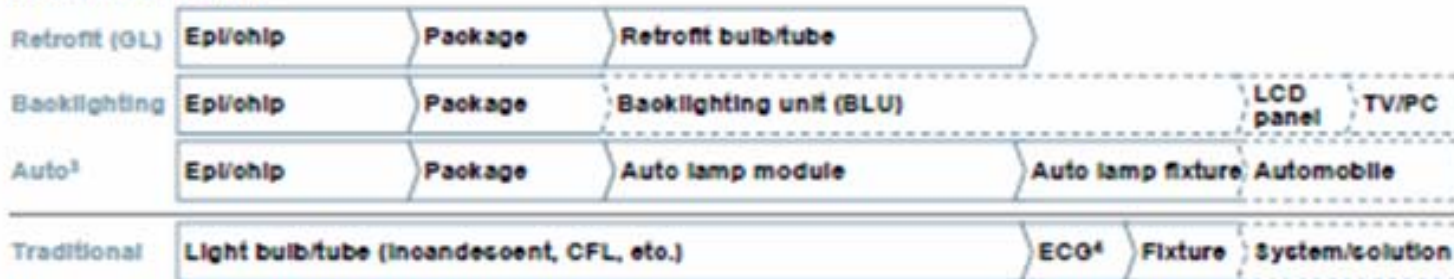 Retrofit (GL) Epi/chip Package Retrofit bulb/tube
Backlighting Epi/chip Package Backlighting unit (BLU) LCD panel TV/PC
Auto³ Epi/chip Package Auto lamp module Auto lamp fixture Automobile
Traditional Light bulb/tube (incandescent, CFL, etc.) ECG⁴ Fixture System/solution